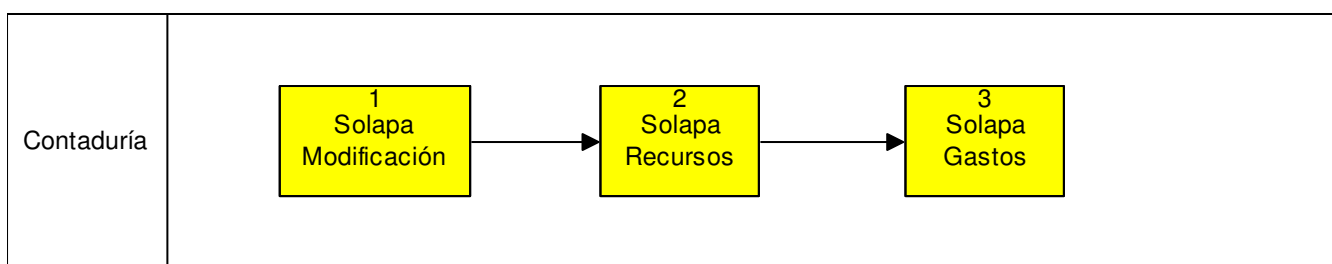 Contaduría
1
Solapa
Modificación
2
Solapa
Recursos
3
Solapa
Gastos